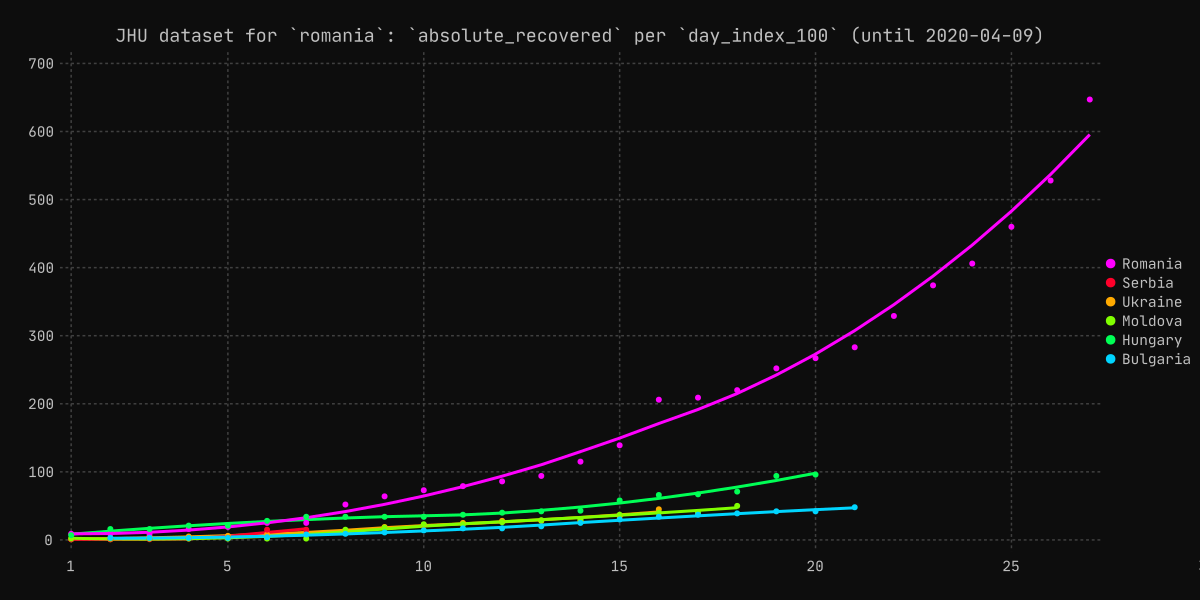 JHU dataset for `romania`: `absolute_recovered` per `day_index_100` (until 2020-04-09)
700
600
500
400
300
200
100
0
1 5 10 15 20 25
Romania
Serbia
Ukraine
Moldova
Hungary
Bulgaria